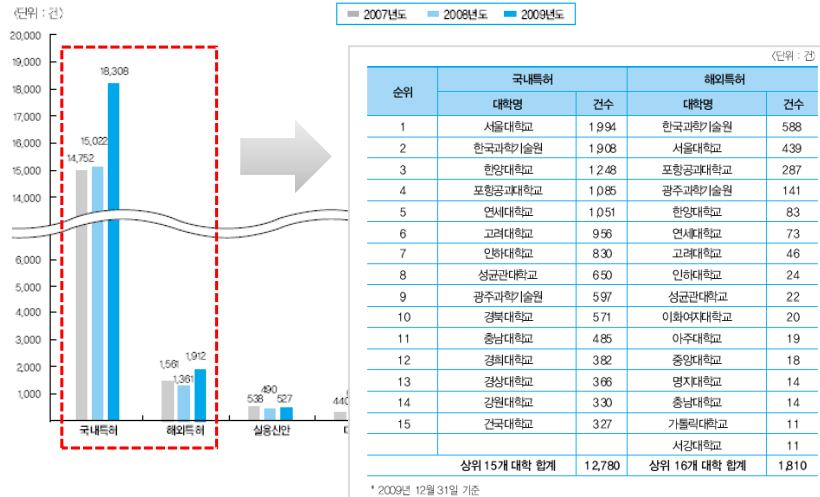 (단위 : 건)
2007년도 2008년도 2009년도
20,000
19,000
18,000
17,000
16,000
15,000
14,000
6,000
5,000
4,000
3,000
2,000
1,000
14,752
15,022
18,308
1,561
1,361
1,912
538
490
527
440
국내특허 해외특허 실용신안
(단위 : 건)
순위 국내특허 해외특허
대학명 건수 대학명 건수
1 서울대학교 1,994 한국과학기술원 588
2 한국과학기술원 1,908 서울대학교 439
3 한양대학교 1,248 포항공과대학교 287
4 포항공과대학교 1,085 광주과학기술원 141
5 연세대학교 1,051 한양대학교 83
6 고려대학교 956 연세대학교 73
7 인하대학교 830 고려대학교 46
8 성균관대학교 650 인하대학교 24
9 광주과학기술원 597 성균관대학교 22
10 경북대학교 571 이화여자대학교 20
11 충남대학교 485 아주대학교 19
12 경희대학교 382 중앙대학교 18
13 경상대학교 366 명지대학교 14
14 강원대학교 330 충남대학교 14
15 건국대학교 327 가톨릭대학교 11
서강대학교 11
상위 15개 대학 합계 12,780 상위 16개 대학 합계 1,810
* 2009년 12월 31일 기준